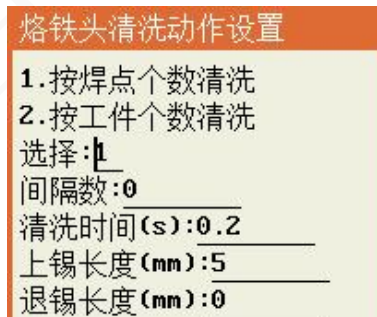 烙铁头清洗动作设置
1.按焊点个数清洗
2.按工件个数清洗
选择:1
间隔数:0
清洗时间(s):0.2
上锡长度(mm):5
退锡长度(mm):0